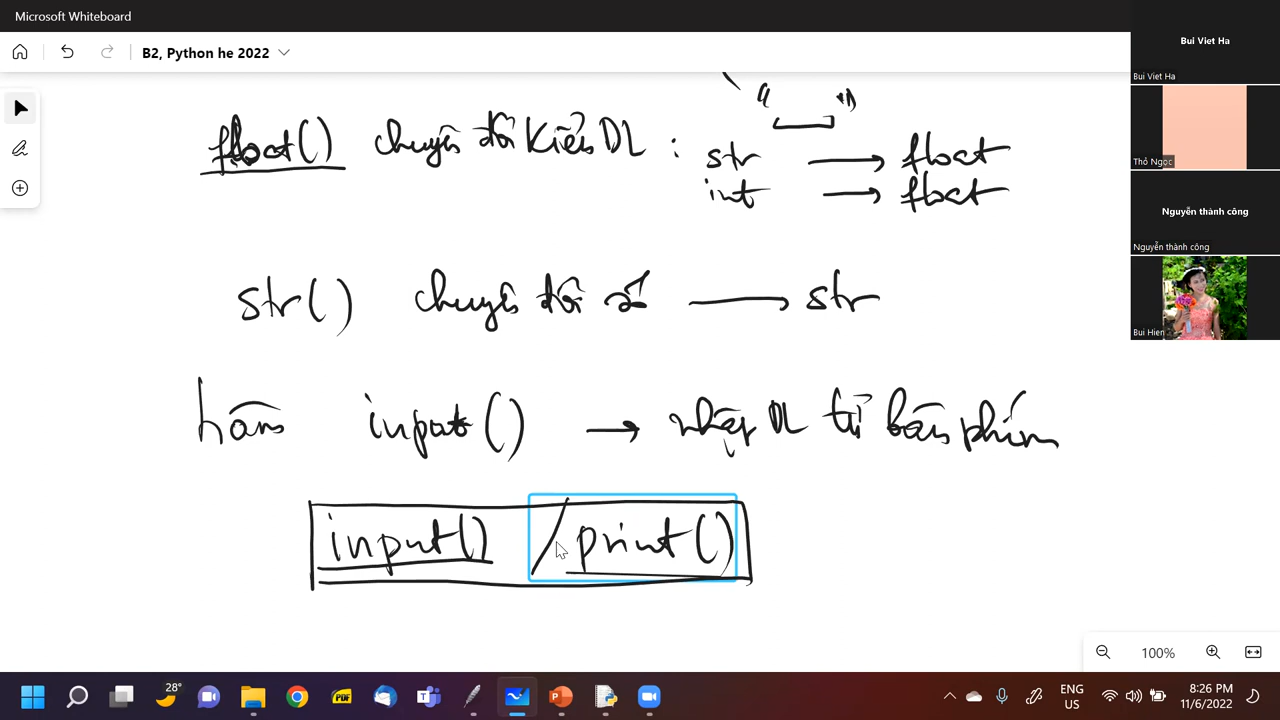 Microsoft Whiteboard
B2, Python he 2022
Bui Viet Ha
Bui Viet Ha
Thỏ Ngọc
Nguyễn thành công
Nguyễn thành công
Bui Hien
float() chuyển đổi kiểu DL :
str → float
int → float
str() chuyển đổi số → str
hàm input() → nhập DL từ bàn phím
input() / print()
100%
28°
PDF
ENG
US
8:26 PM
11/6/2022